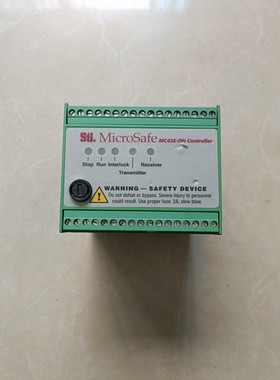 Sti. MicroSafe MC42E-DN Controller
Stop Run Interlock Receiver
Transmitter
WARNING — SAFETY DEVICE
Do not defeat or bypass. Severe injury to personnel
could result. Use proper fuse: 2A, slow blow.